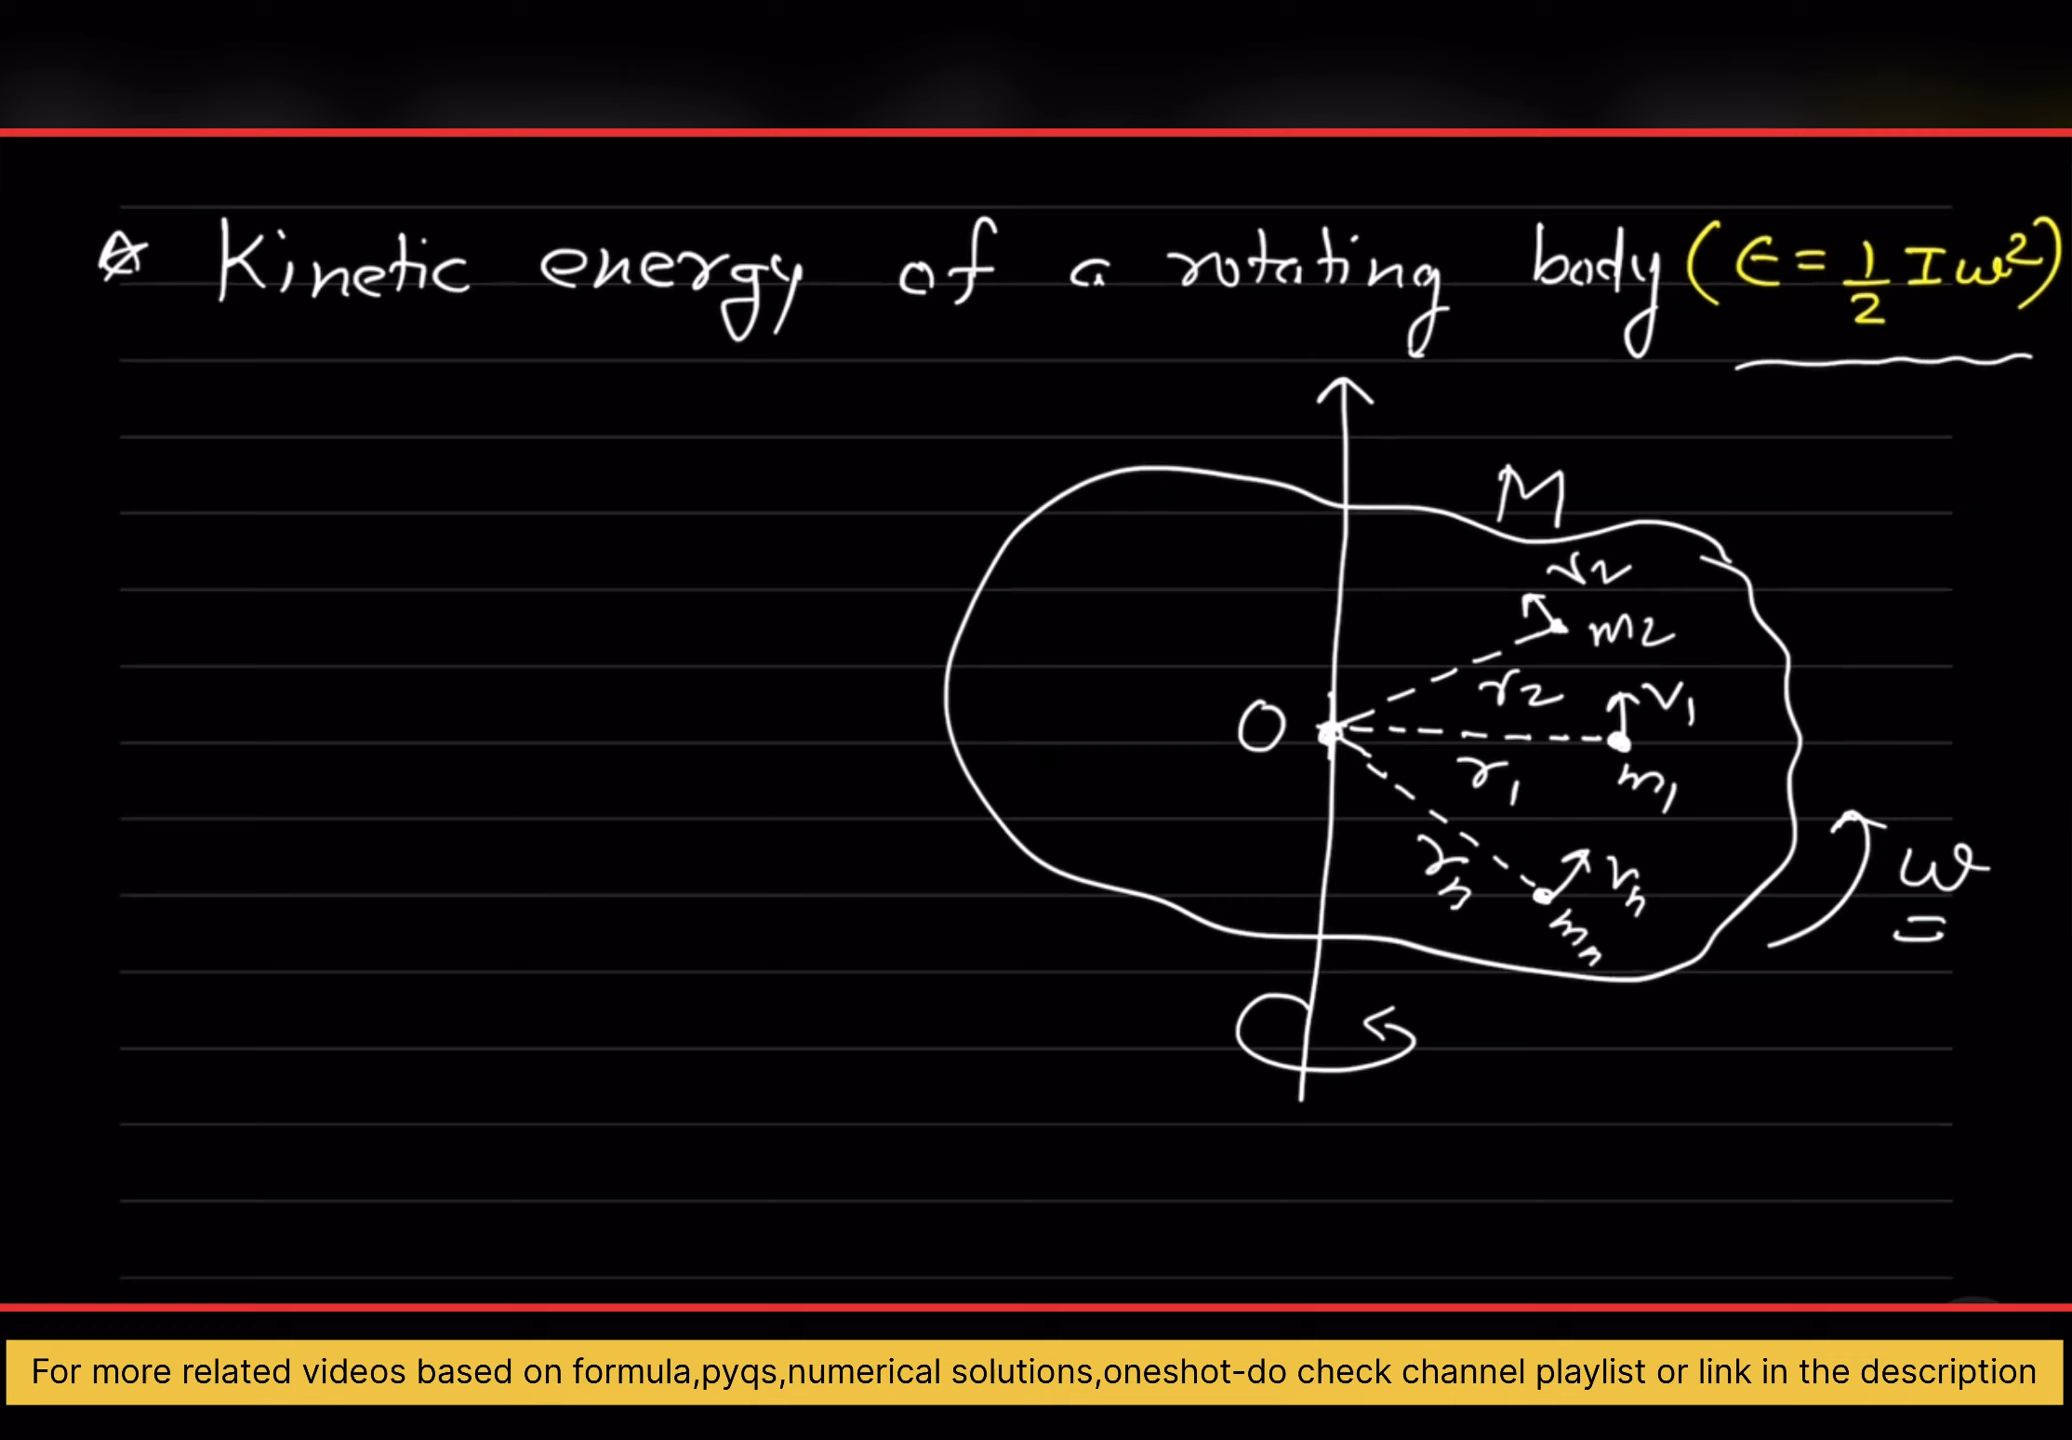 ☆ Kinetic energy of a rotating body (E = 1/2 I ω²)
M
v2
m2
r2
v1
O
r1
m1
rn
vn
mn
ω
For more related videos based on formula,pyqs,numerical solutions,oneshot-do check channel playlist or link in the description